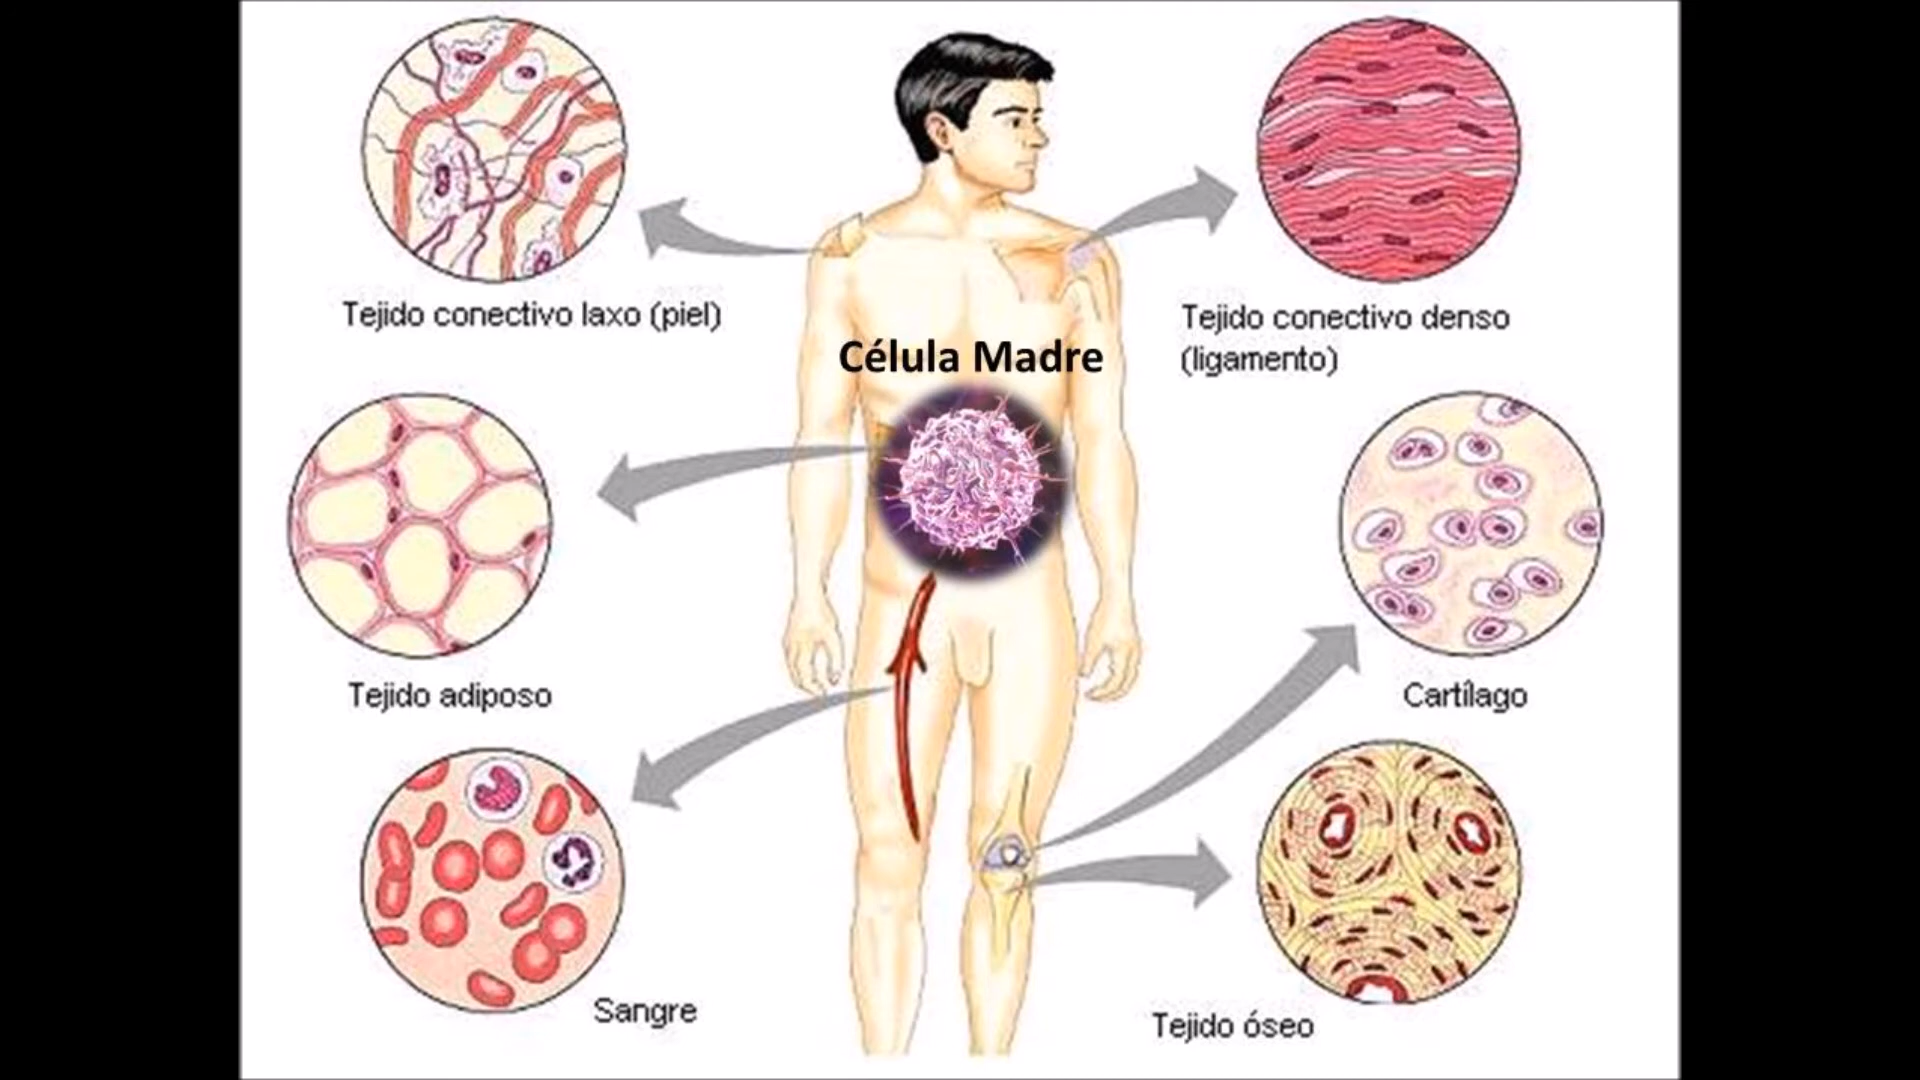 Tejido conectivo laxo (piel)
Tejido conectivo denso
(ligamento)
Célula Madre
Tejido adiposo
Cartílago
Sangre
Tejido óseo